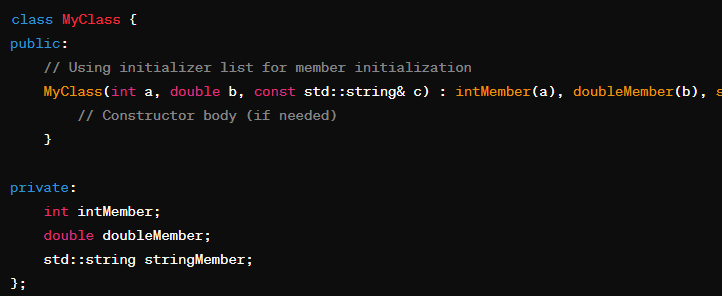 class MyClass {
public:
    // Using initializer list for member initialization
    MyClass(int a, double b, const std::string& c) : intMember(a), doubleMember(b),
        // Constructor body (if needed)
    }

private:
    int intMember;
    double doubleMember;
    std::string stringMember;
};